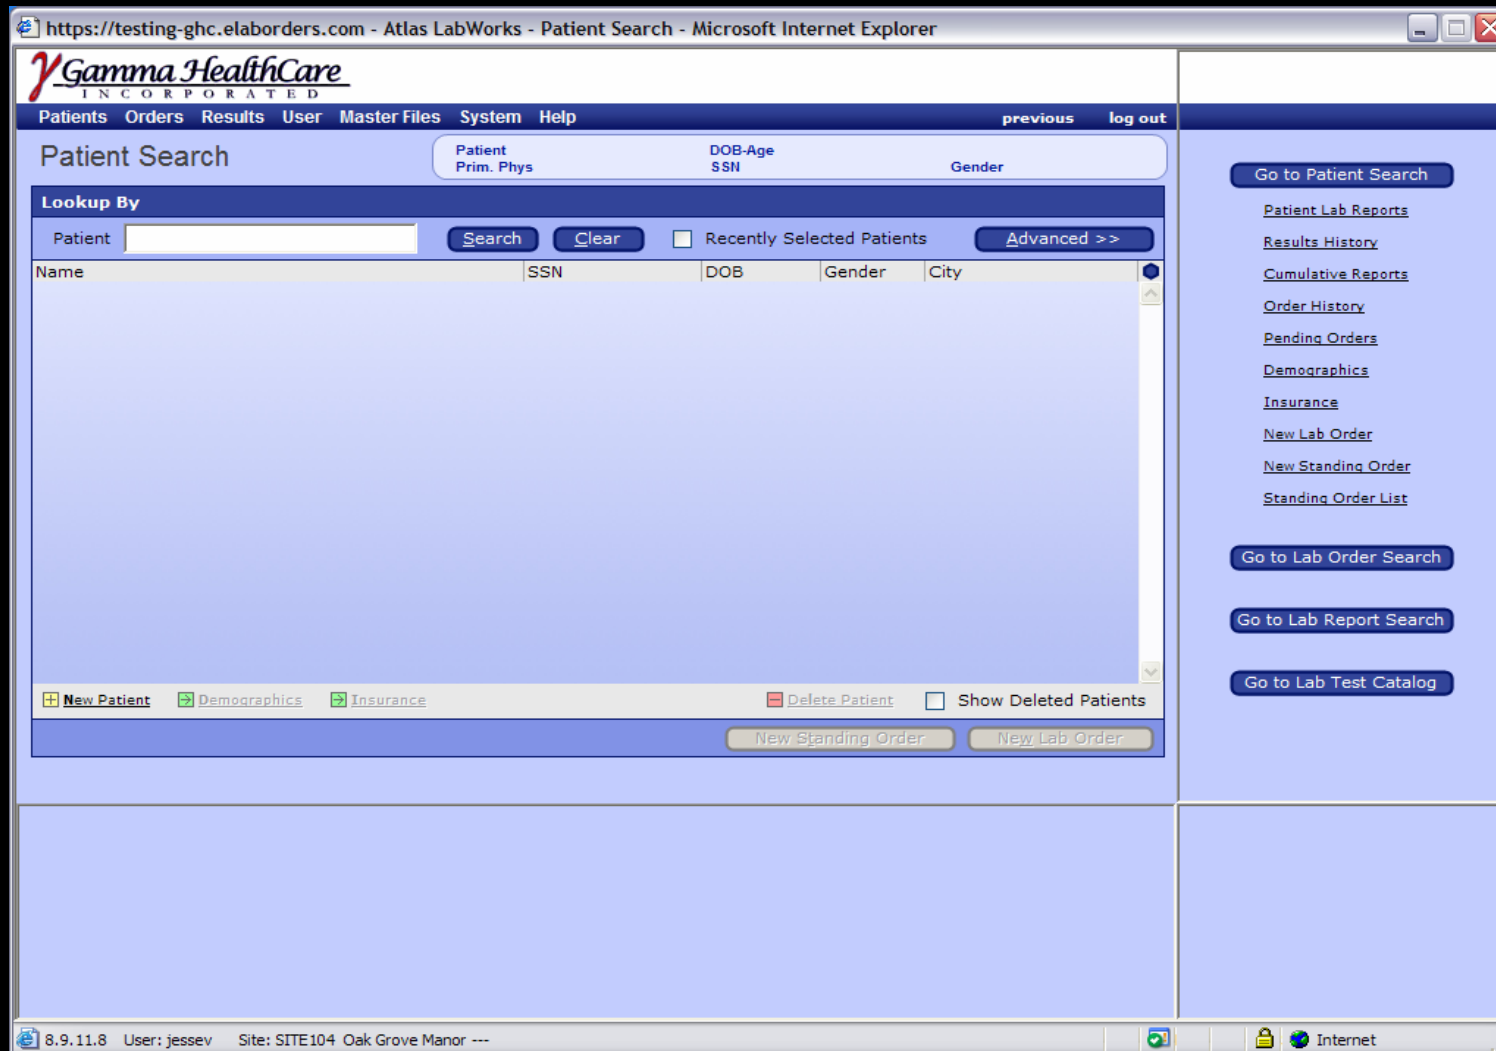 https://testing-ghc.elaborders.com - Atlas LabWorks - Patient Search - Microsoft Internet Explorer
γ Gamma HealthCare
INCORPORATED
Patients Orders Results User Master Files System Help previous log out
Patient Search
Patient DOB-Age
Prim. Phys SSN Gender
Lookup By
Patient Search Clear Recently Selected Patients Advanced >>
Name SSN DOB Gender City
New Patient Demographics Insurance Delete Patient Show Deleted Patients
New Standing Order New Lab Order
Go to Patient Search
Patient Lab Reports
Results History
Cumulative Reports
Order History
Pending Orders
Demographics
Insurance
New Lab Order
New Standing Order
Standing Order List
Go to Lab Order Search
Go to Lab Report Search
Go to Lab Test Catalog
8.9.11.8 User: jessev Site: SITE104 Oak Grove Manor --- Internet